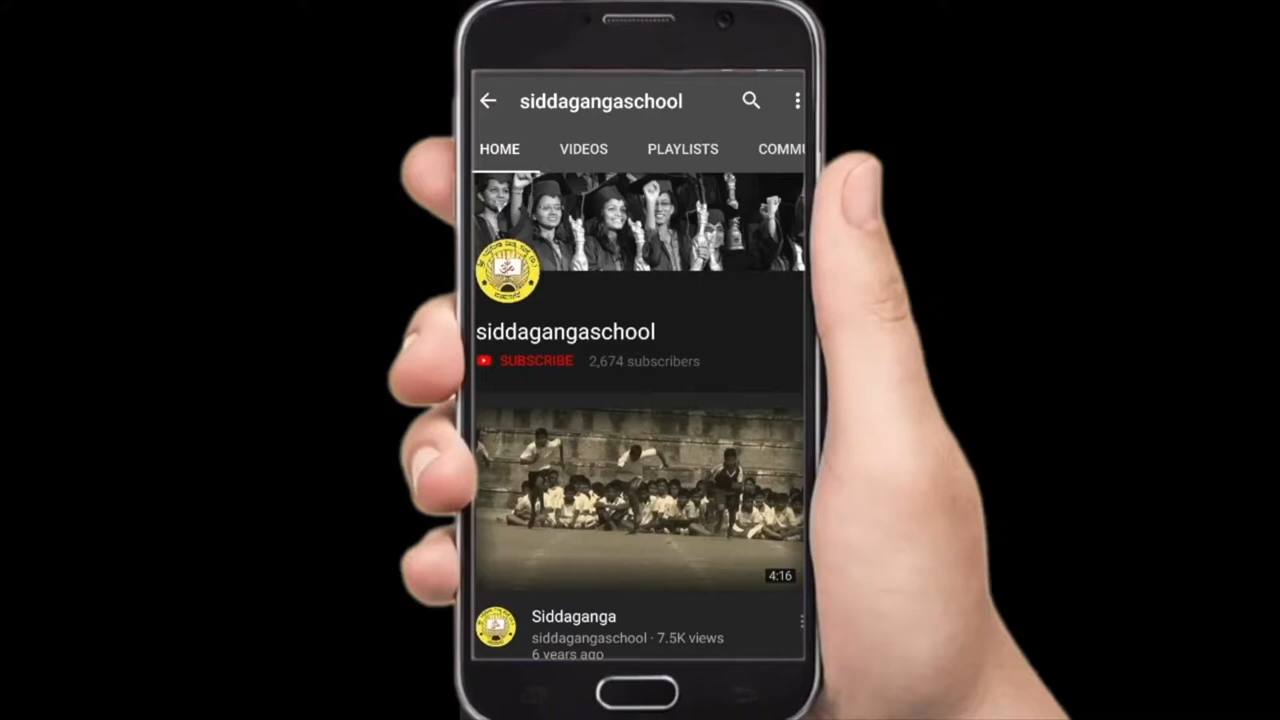 siddagangaschool
HOME VIDEOS PLAYLISTS COMMU
siddagangaschool
SUBSCRIBE 2,674 subscribers
4:16
Siddaganga
siddagangaschool · 7.5K views
6 years ago